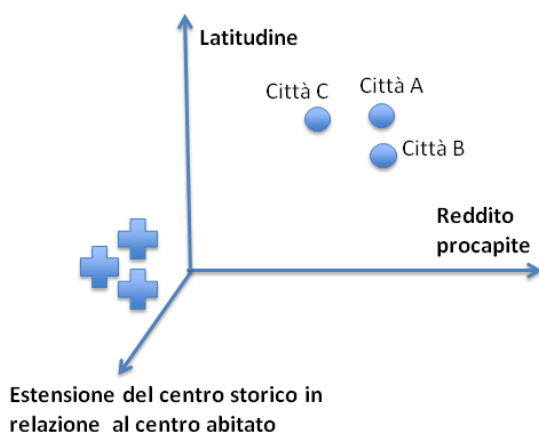 Latitudine
Città C
Città A
Città B
Reddito
procapite
Estensione del centro storico in
relazione al centro abitato